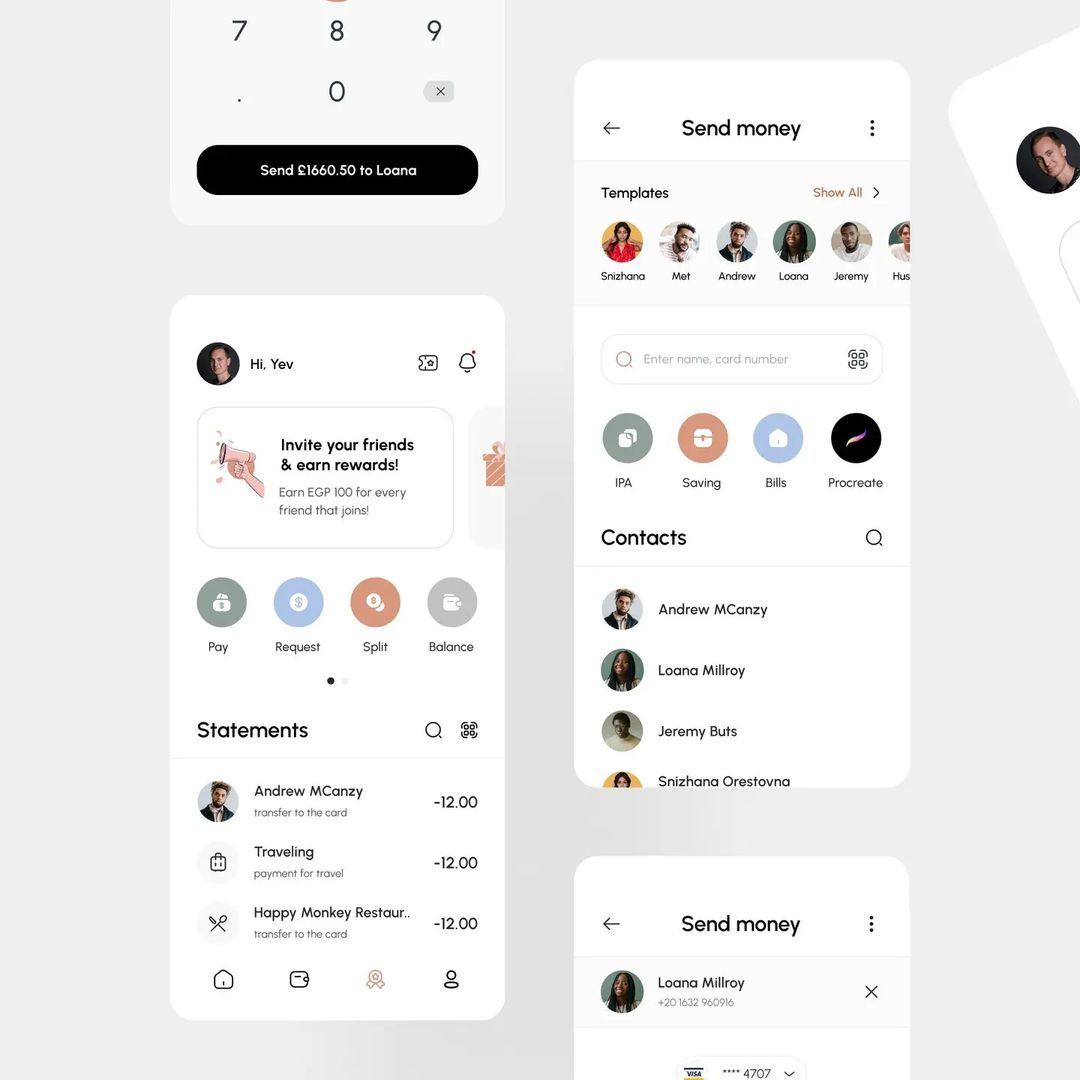 7 8 9
. 0
Send £1660.50 to Loana
Hi, Yev
Invite your friends
& earn rewards!
Earn EGP 100 for every
friend that joins!
Pay Request Split Balance
Statements
Andrew MCanzy
transfer to the card
-12.00
Traveling
payment for travel
-12.00
Happy Monkey Restaur..
transfer to the card
-12.00
Send money
Templates Show All
Snizhana Met Andrew Loana Jeremy Hus
Enter name, card number
IPA Saving Bills Procreate
Contacts
Andrew MCanzy
Loana Millroy
Jeremy Buts
Snizhana Orestovna
Send money
Loana Millroy
+20 1632 960916
VISA **** 4707